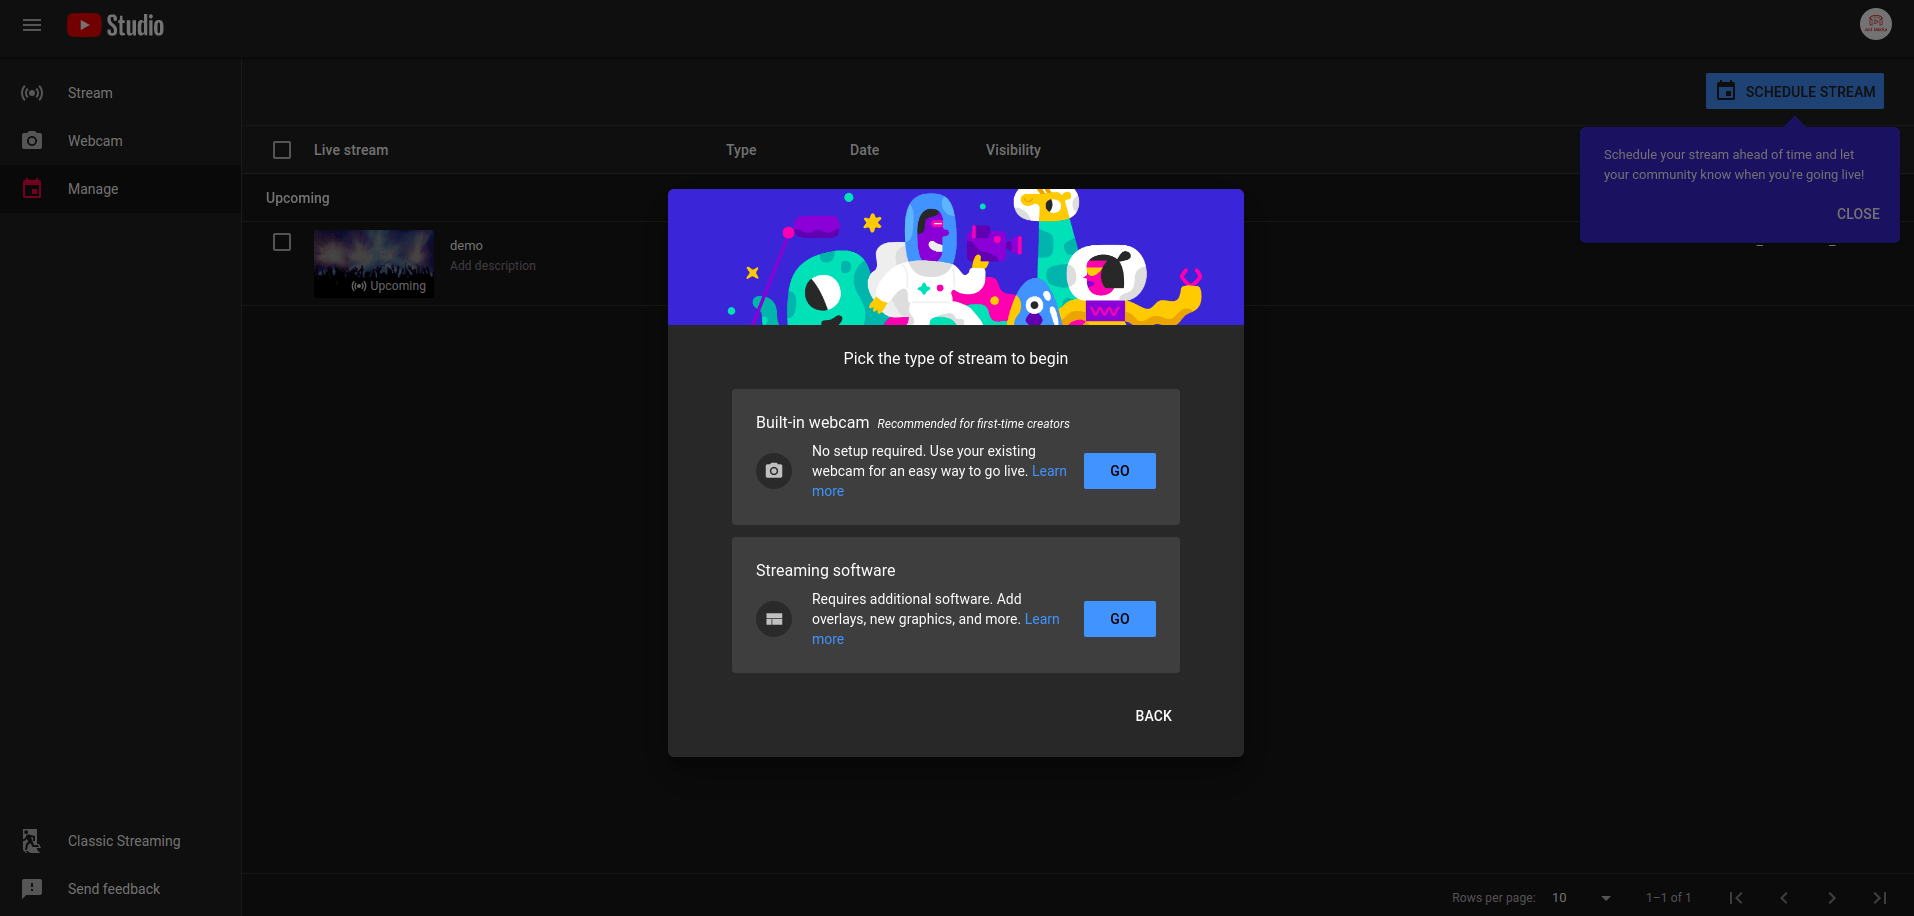 Studio
Stream
Webcam
Manage
SCHEDULE STREAM
Schedule your stream ahead of time and let
your community know when you're going live!
CLOSE
Live stream
Type
Date
Visibility
Upcoming
demo
Add description
Upcoming
Pick the type of stream to begin
Built-in webcam Recommended for first-time creators
No setup required. Use your existing
webcam for an easy way to go live. Learn
more
GO
Streaming software
Requires additional software. Add
overlays, new graphics, and more. Learn
more
GO
BACK
Classic Streaming
Send feedback
Rows per page: 10
1–1 of 1